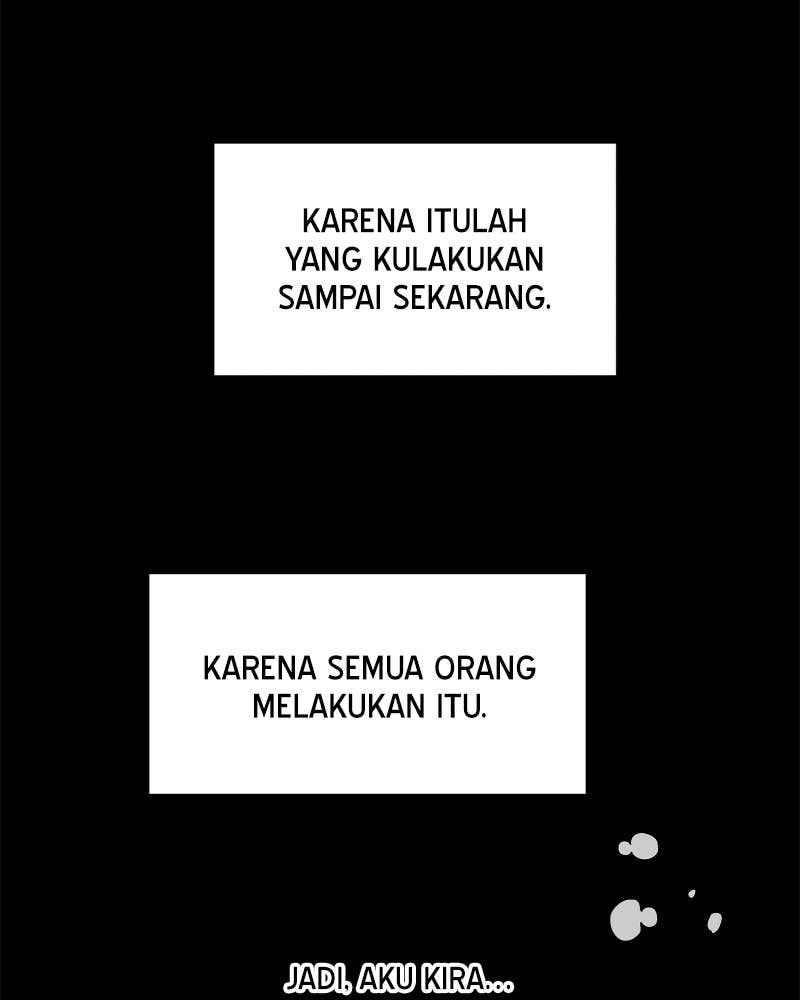 KARENA ITULAH
YANG KULAKUKAN
SAMPAI SEKARANG.
KARENA SEMUA ORANG
MELAKUKAN ITU.
JADI, AKU KIRA...